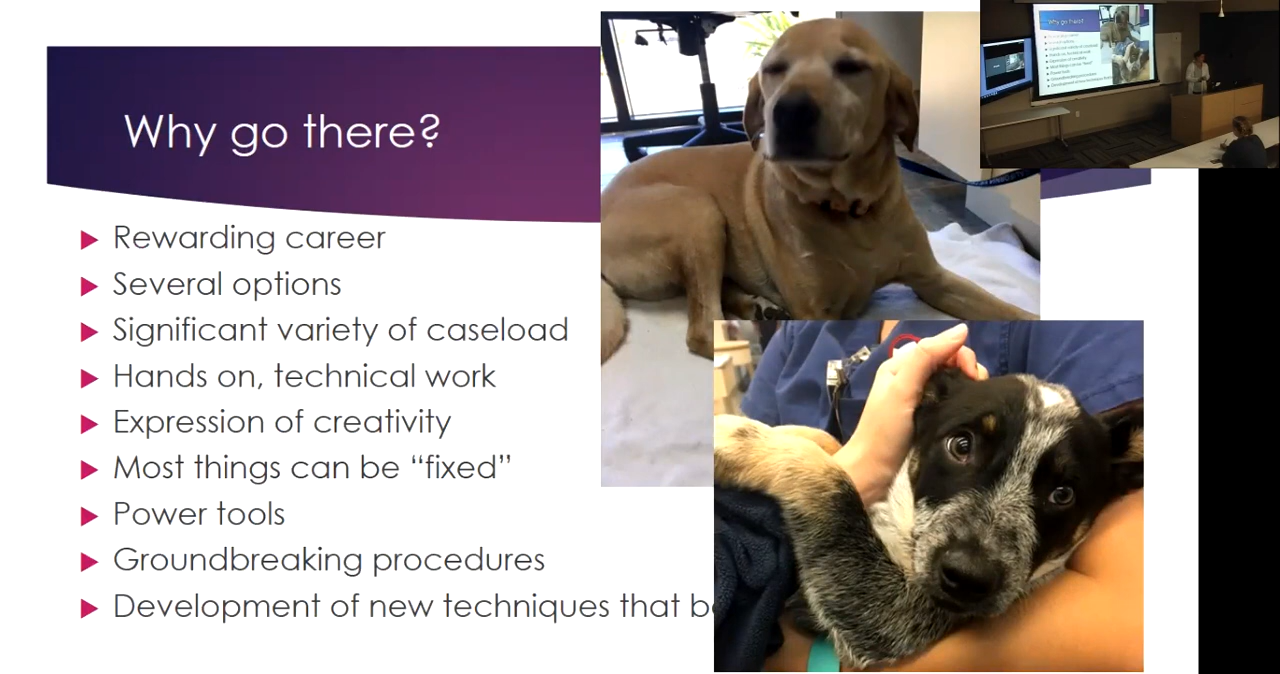 Why go there?
Rewarding career
Several options
Significant variety of caseload
Hands on, technical work
Expression of creativity
Most things can be “fixed”
Power tools
Groundbreaking procedures
Development of new techniques that